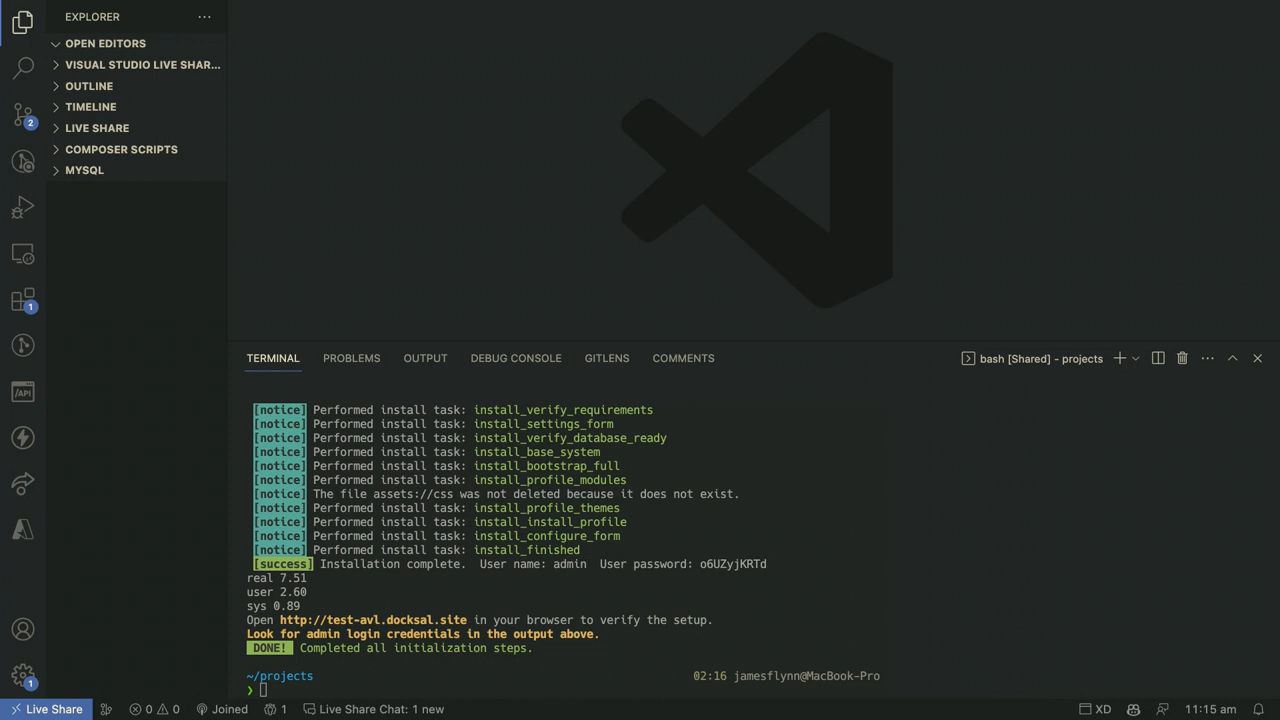 EXPLORER
OPEN EDITORS
VISUAL STUDIO LIVE SHAR...
OUTLINE
TIMELINE
LIVE SHARE
COMPOSER SCRIPTS
MYSQL
2
1
/API
1
TERMINAL PROBLEMS OUTPUT DEBUG CONSOLE GITLENS COMMENTS bash [Shared] - projects
[notice] Performed install task: install_verify_requirements
[notice] Performed install task: install_settings_form
[notice] Performed install task: install_verify_database_ready
[notice] Performed install task: install_base_system
[notice] Performed install task: install_bootstrap_full
[notice] Performed install task: install_profile_modules
[notice] The file assets://css was not deleted because it does not exist.
[notice] Performed install task: install_profile_themes
[notice] Performed install task: install_install_profile
[notice] Performed install task: install_configure_form
[notice] Performed install task: install_finished
[success] Installation complete.  User name: admin  User password: o6UZyjKRTd
real 7.51
user 2.60
sys 0.89
Open http://test-avl.docksal.site in your browser to verify the setup.
Look for admin login credentials in the output above.
DONE! Completed all initialization steps.
~/projects 02:16 jamesflynn@MacBook-Pro
❯
Live Share 0 0 Joined 1 Live Share Chat: 1 new XD 11:15 am